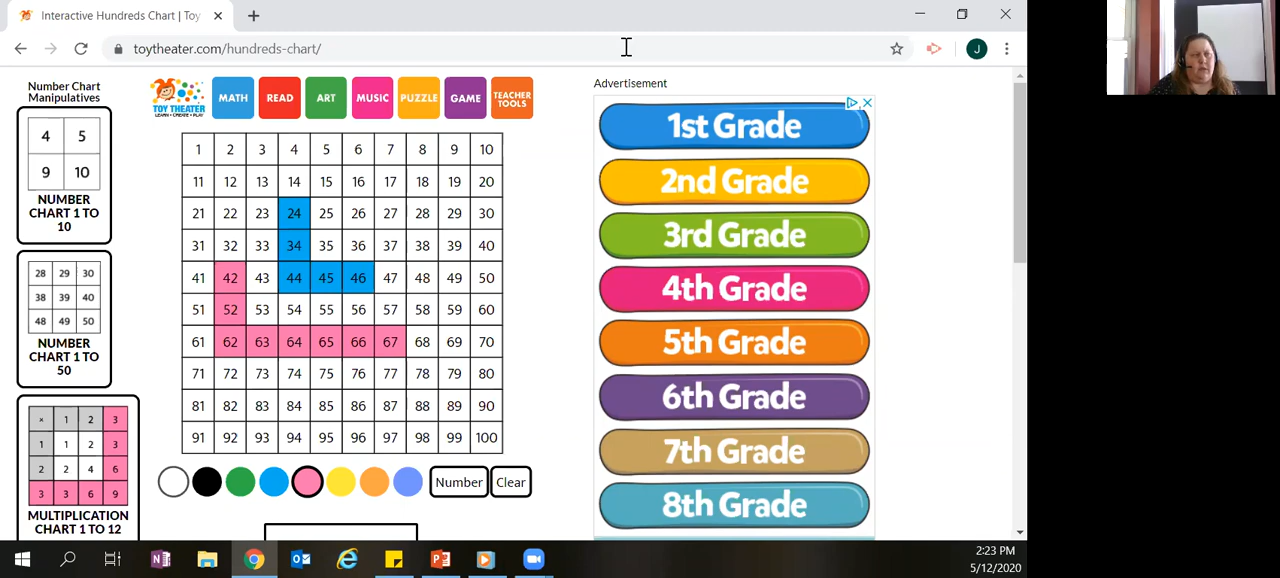 Interactive Hundreds Chart | Toy
toytheater.com/hundreds-chart/
J
Number Chart
Manipulatives
4 5
9 10
NUMBER
CHART 1 TO
10
28 29 30
38 39 40
48 49 50
NUMBER
CHART 1 TO
50
× 1 2 3
1 1 2 3
2 2 4 6
3 3 6 9
MULTIPLICATION
CHART 1 TO 12
TOY THEATER
LEARN • CREATE • PLAY
MATH
READ
ART
MUSIC
PUZZLE
GAME
TEACHER
TOOLS
1 2 3 4 5 6 7 8 9 10
11 12 13 14 15 16 17 18 19 20
21 22 23 24 25 26 27 28 29 30
31 32 33 34 35 36 37 38 39 40
41 42 43 44 45 46 47 48 49 50
51 52 53 54 55 56 57 58 59 60
61 62 63 64 65 66 67 68 69 70
71 72 73 74 75 76 77 78 79 80
81 82 83 84 85 86 87 88 89 90
91 92 93 94 95 96 97 98 99 100
Number
Clear
Advertisement
1st Grade
2nd Grade
3rd Grade
4th Grade
5th Grade
6th Grade
7th Grade
8th Grade
2:23 PM
5/12/2020